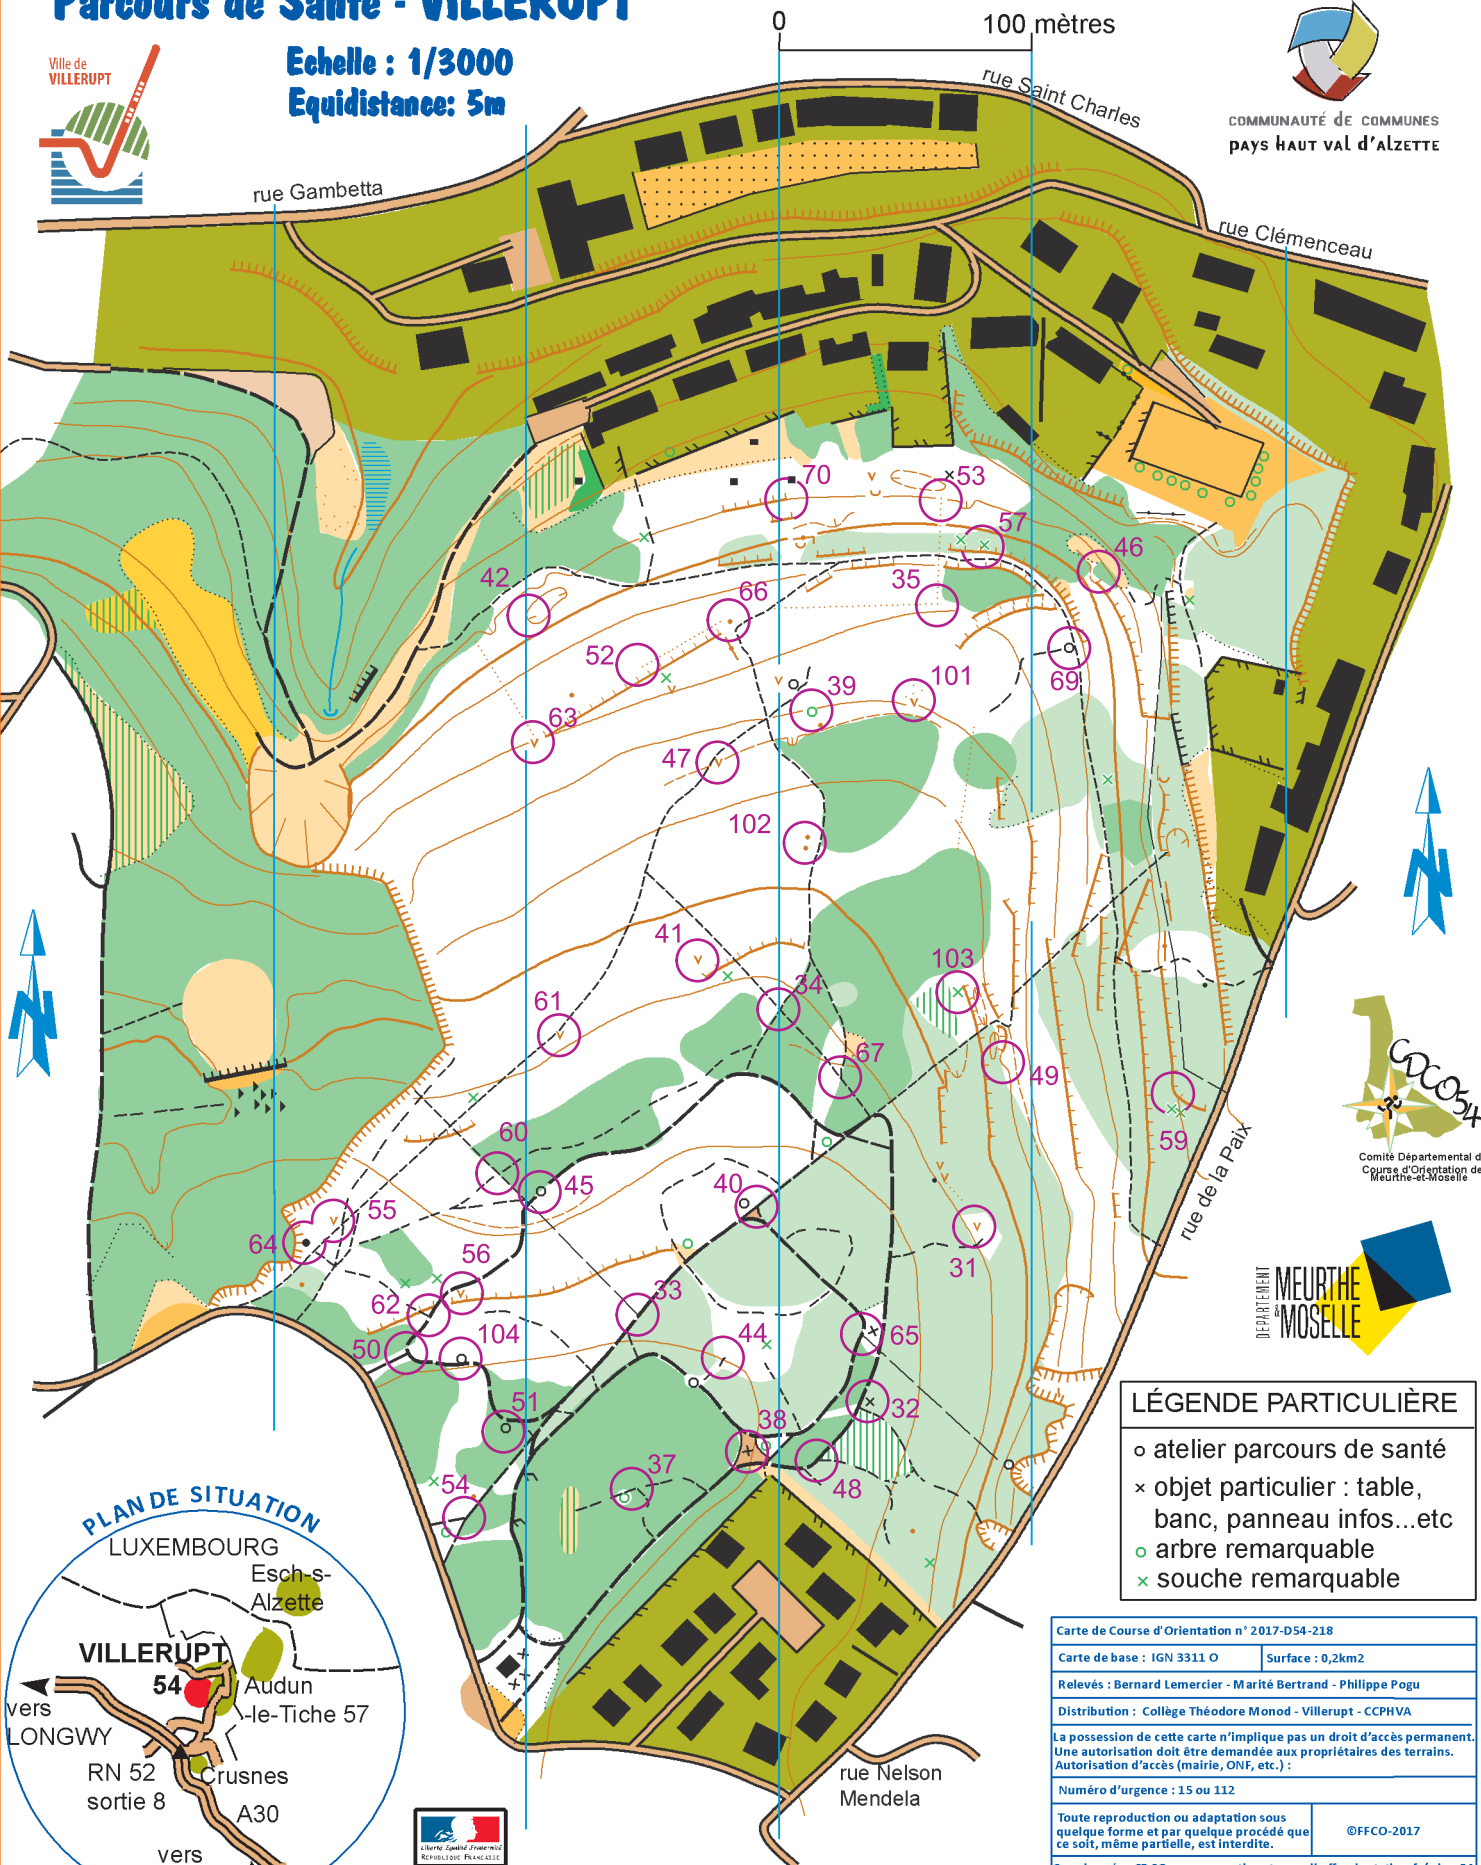 Parcours de Santé - VILLERUPT
Echelle : 1/3000
Equidistance: 5m
Ville de
VILLERUPT
0
100 mètres
COMMUNAUTÉ de COMMUNES
pays HAUT val d'alzette
rue Saint Charles
rue Gambetta
rue Clémenceau
70
53
57
46
42
66
35
52
39
101
69
63
47
102
41
103
34
61
67
49
59
60
45
40
55
64
56
31
62
33
50
104
44
65
51
32
38
37
48
54
rue de la Paix
rue Nelson
Mendela
CDCO54
Comité Départemental d
Course d'Orientation de
Meurthe-et-Moselle
DÉPARTEMENT
MEURTHE
&MOSELLE
LÉGENDE PARTICULIÈRE
atelier parcours de santé
objet particulier : table,
banc, panneau infos...etc
arbre remarquable
souche remarquable
PLAN DE SITUATION
LUXEMBOURG
Esch-s-
Alzette
VILLERUPT
54
Audun
-le-Tiche 57
vers
LONGWY
RN 52
sortie 8
Crusnes
A30
vers
Liberté Egalité Fraternité
RÉPUBLIQUE FRANÇAISE
Carte de Course d'Orientation n° 2017-D54-218
Carte de base : IGN 3311 O
Surface : 0,2km2
Relevés : Bernard Lemercier - Marité Bertrand - Philippe Pogu
Distribution : Collège Théodore Monod - Villerupt - CCPHVA
La possession de cette carte n'implique pas un droit d'accès permanent.
Une autorisation doit être demandée aux propriétaires des terrains.
Autorisation d'accès (mairie, ONF, etc.) :
Numéro d'urgence : 15 ou 112
Toute reproduction ou adaptation sous
quelque forme et par quelque procédé que
ce soit, même partielle, est interdite.
©FFCO-2017